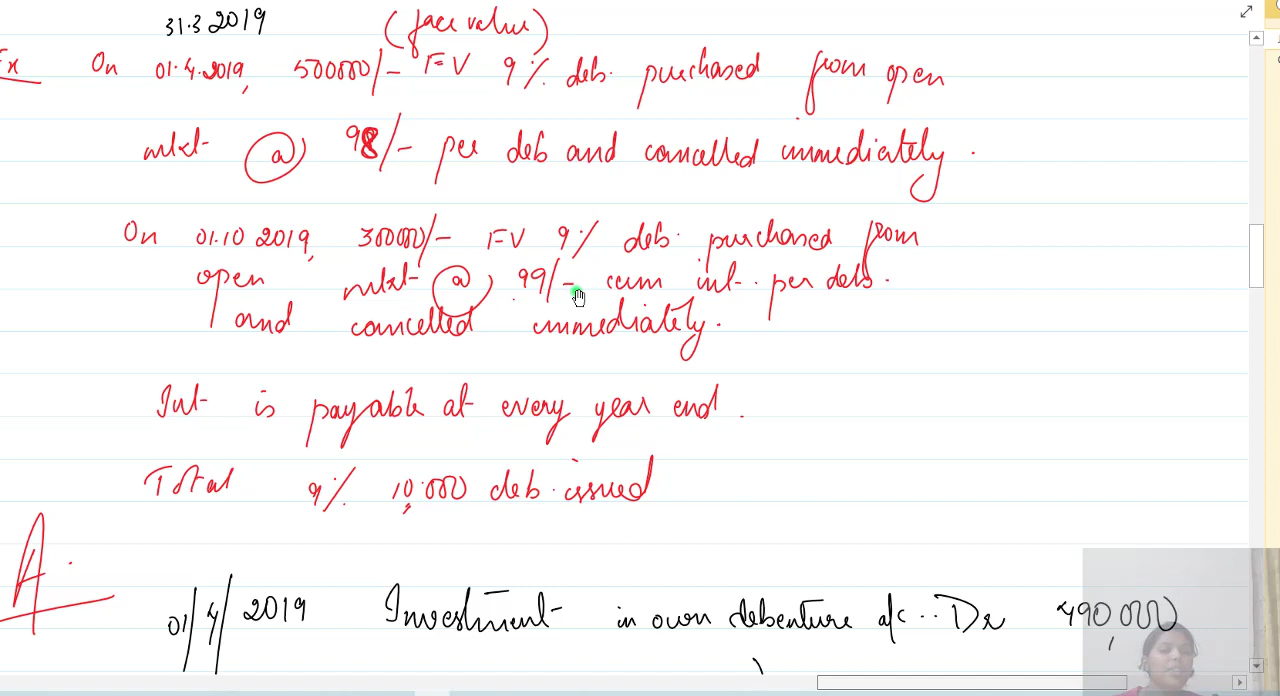 31.3.2019 (face value)
Ex On 01.4.2019, 500000/- FV 9% deb. purchased from open
mkt @ 98/- per deb and cancelled immediately.
On 01.10 2019, 300000/- FV 9% deb. purchased from
open mkt @ 99/- cum int. per deb.
and cancelled immediately.
Int is payable at every year end.
Total 9% 10,000 deb. issued
A.
01/4/2019 Investment in own debenture a/c .. Dr 490,000